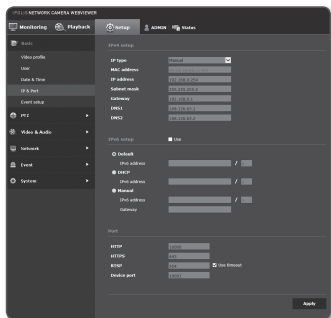 iPOLIS NETWORK CAMERA WEBVIEWER
Monitoring
Playback
Setup
ADMIN
Status
Basic
Video profile
User
Date & Time
IP & Port
Event setup
PTZ
Video & Audio
Network
Event
System
IPv4 setup
IP type
Manual
MAC address
IP address
Subnet mask
Gateway
DNS1
DNS2
IPv6 setup
Use
Default
IPv6 address
/
DHCP
IPv6 address
/
Manual
IPv6 address
/
Gateway
Port
HTTP
HTTPS
RTSP
Use timeout
Device port
Apply